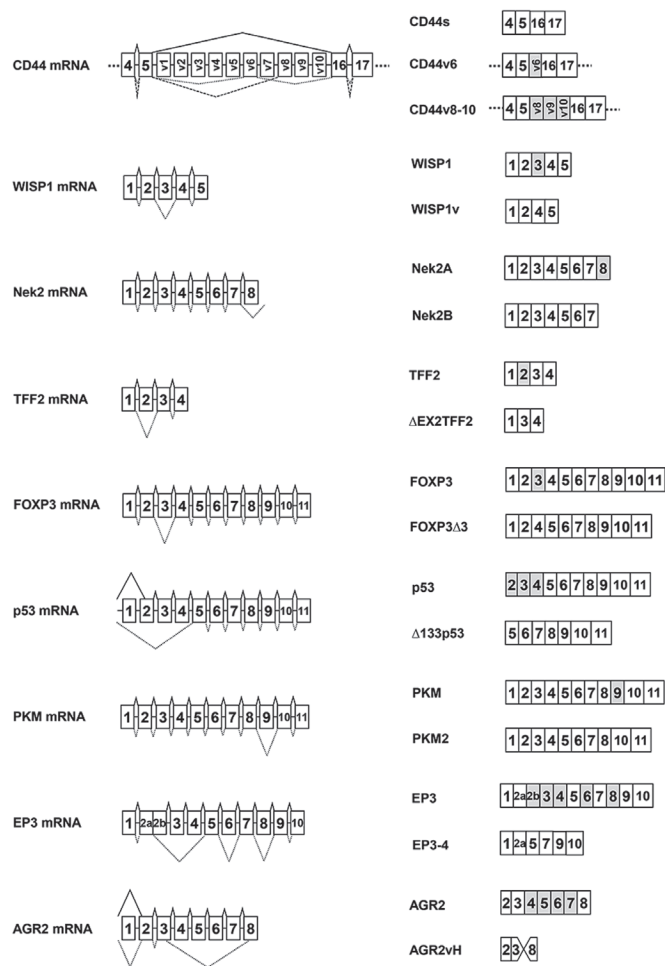 CD44s
4 5 16 17
CD44 mRNA
4 5 v1 v2 v3 v4 v5 v6 v7 v8 v9 v10 16 17
CD44v6
4 5 v6 16 17
CD44v8-10
4 5 v8 v9 v10 16 17
WISP1
1 2 3 4 5
WISP1 mRNA
1 2 3 4 5
WISP1v
1 2 4 5
Nek2A
1 2 3 4 5 6 7 8
Nek2 mRNA
1 2 3 4 5 6 7 8
Nek2B
1 2 3 4 5 6 7
TFF2
1 2 3 4
TFF2 mRNA
1 2 3 4
ΔEX2TFF2
1 3 4
FOXP3
1 2 3 4 5 6 7 8 9 10 11
FOXP3 mRNA
1 2 3 4 5 6 7 8 9 10 11
FOXP3Δ3
1 2 4 5 6 7 8 9 10 11
p53
2 3 4 5 6 7 8 9 10 11
p53 mRNA
1 2 3 4 5 6 7 8 9 10 11
Δ133p53
5 6 7 8 9 10 11
PKM
1 2 3 4 5 6 7 8 9 10 11
PKM mRNA
1 2 3 4 5 6 7 8 9 10 11
PKM2
1 2 3 4 5 6 7 8 10 11
EP3
1 2a 2b 3 4 5 6 7 8 9 10
EP3 mRNA
1 2a 2b 3 4 5 6 7 8 9 10
EP3-4
1 2a 5 7 9 10
AGR2
2 3 4 5 6 7 8
AGR2 mRNA
1 2 3 4 5 6 7 8
AGR2vH
2 3 8